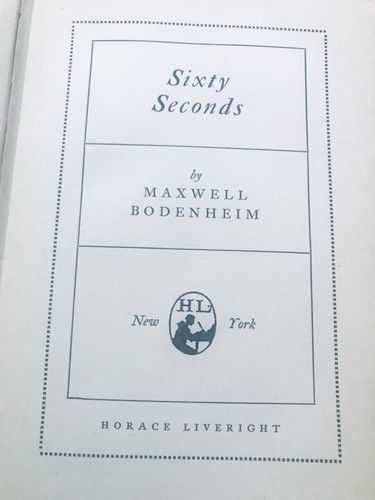 Sixty
Seconds
by
MAXWELL
BODENHEIM
HL
New York
HORACE LIVERIGHT